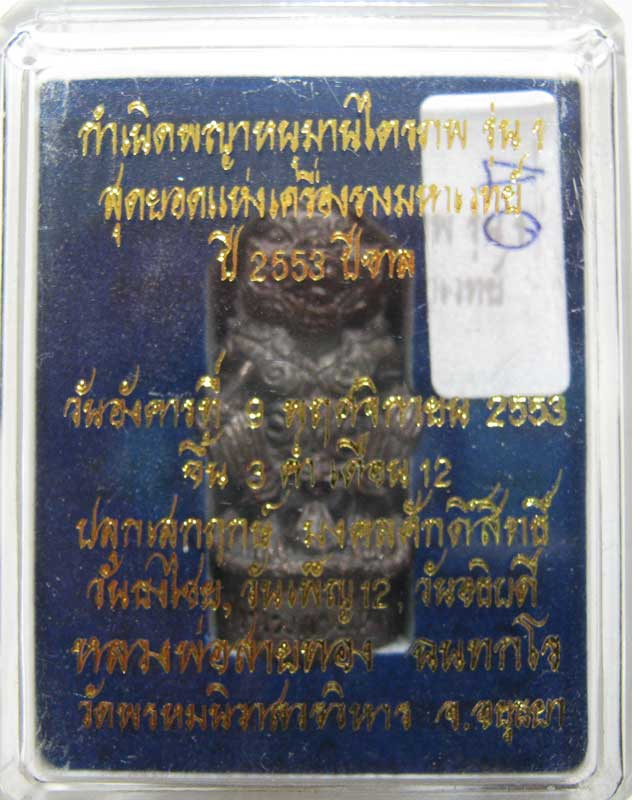 กำเนิดพญาหนุมานไตรภพ รุ่น ๑
สุดยอดแห่งเครื่องรางมหาเวทย์
ปี 2553 ปีขาล
วันอังคารที่ 9 พฤศจิกายน 2553
ขึ้น 3 ค่ำ เดือน 12
ปลุกเสกฤกษ์ มงคลศักดิ์สิทธิ์
วันธงไชย, วันเพ็ญ 12, วันอธิบดี
หลวงพ่อสายทอง ฉนทกโร
วัดพรหมนิวาสวรวิหาร จ.อยุธยา